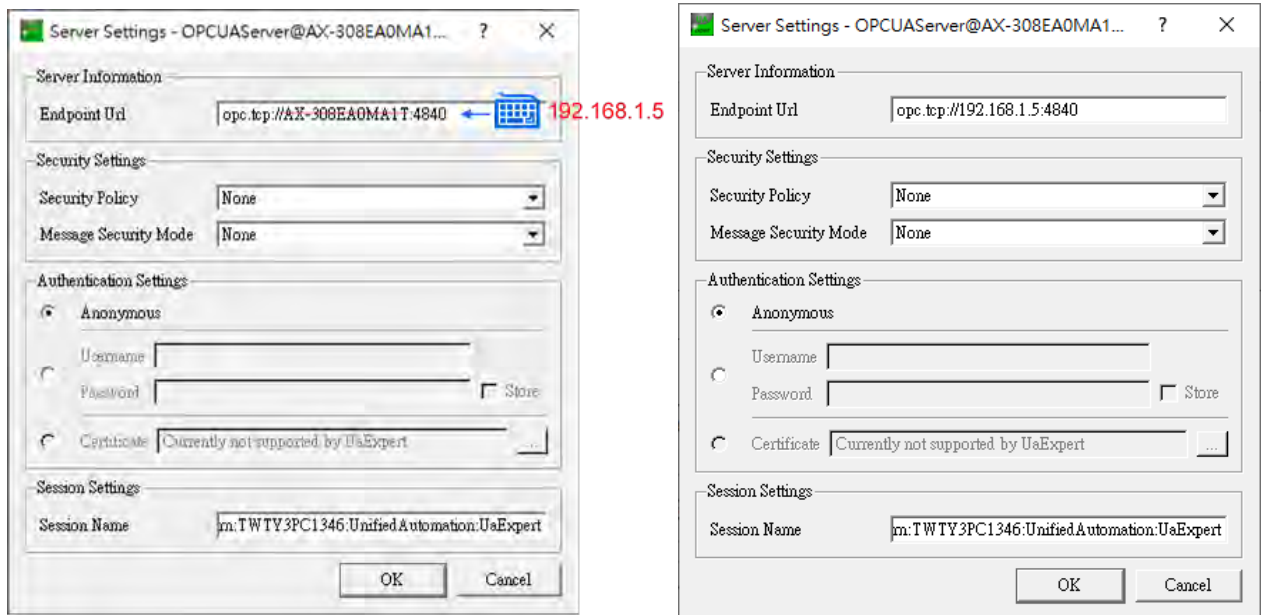 Server Settings - OPCUAServer@AX-308EA0MA1... ? ×
Server Information
Endpoint Url opc.tcp://AX-308EA0MA1T:4840 192.168.1.5
Security Settings
Security Policy None
Message Security Mode None
Authentication Settings
Anonymous
Username
Password Store
Certificate Currently not supported by UaExpert ...
Session Settings
Session Name rn:TWTY3PC1346:UnifiedAutomation:UaExpert
OK Cancel
Server Settings - OPCUAServer@AX-308EA0MA1... ? ×
Server Information
Endpoint Url opc.tcp://192.168.1.5:4840
Security Settings
Security Policy None
Message Security Mode None
Authentication Settings
Anonymous
Username
Password Store
Certificate Currently not supported by UaExpert ...
Session Settings
Session Name rn:TWTY3PC1346:UnifiedAutomation:UaExpert
OK Cancel